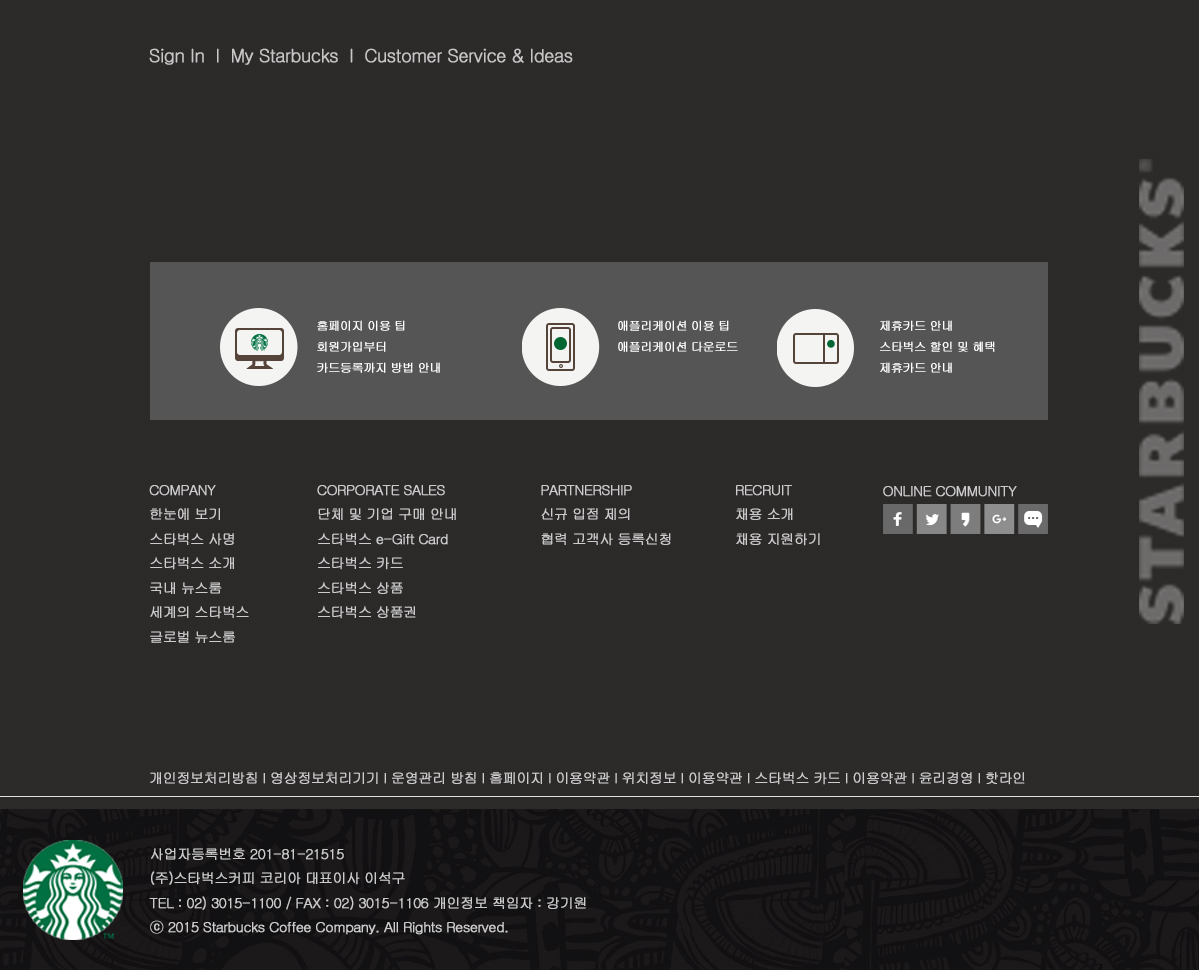 Sign In | My Starbucks | Customer Service & Ideas
STARBUCKS
홈페이지 이용 팁
회원가입부터
카드등록까지 방법 안내
애플리케이션 이용 팁
애플리케이션 다운로드
제휴카드 안내
스타벅스 할인 및 혜택
제휴카드 안내
COMPANY
한눈에 보기
스타벅스 사명
스타벅스 소개
국내 뉴스룸
세계의 스타벅스
글로벌 뉴스룸
CORPORATE SALES
단체 및 기업 구매 안내
스타벅스 e-Gift Card
스타벅스 카드
스타벅스 상품
스타벅스 상품권
PARTNERSHIP
신규 입점 제의
협력 고객사 등록신청
RECRUIT
채용 소개
채용 지원하기
ONLINE COMMUNITY
개인정보처리방침 | 영상정보처리기기 | 운영관리 방침 | 홈페이지 | 이용약관 | 위치정보 | 이용약관 | 스타벅스 카드 | 이용약관 | 윤리경영 | 핫라인
사업자등록번호 201-81-21515
(주)스타벅스커피 코리아 대표이사 이석구
TEL : 02) 3015-1100 / FAX : 02) 3015-1106 개인정보 책임자 : 강기원
ⓒ 2015 Starbucks Coffee Company. All Rights Reserved.
TM